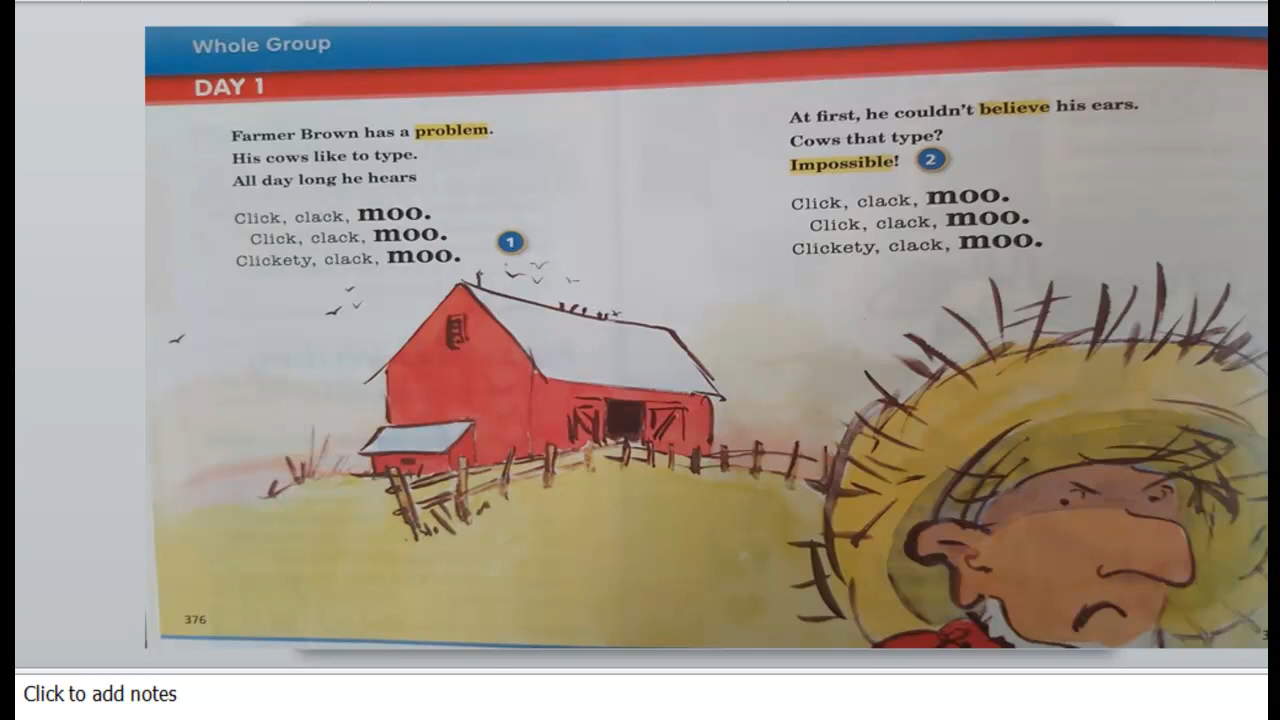 Whole Group
DAY 1
Farmer Brown has a problem.
His cows like to type.
All day long he hears
Click, clack, moo.
Click, clack, moo.
Clickety, clack, moo.
1
At first, he couldn't believe his ears.
Cows that type?
Impossible!
2
Click, clack, moo.
Click, clack, moo.
Clickety, clack, moo.
376
Click to add notes